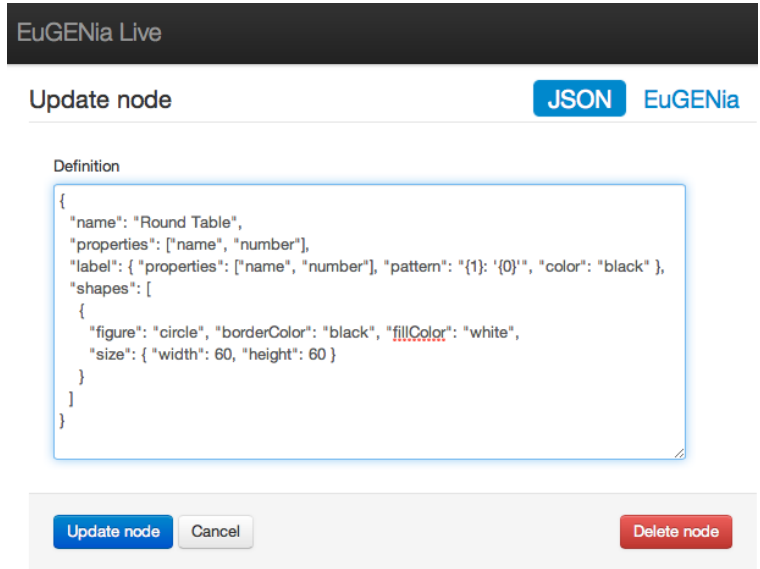 EuGENia Live
Update node JSON EuGENia
Definition
{
"name": "Round Table",
"properties": ["name", "number"],
"label": { "properties": ["name", "number"], "pattern": "{1}: '{0}'", "color": "black" },
"shapes": [
{
"figure": "circle", "borderColor": "black", "fillColor": "white",
"size": { "width": 60, "height": 60 }
}
]
}
Update node Cancel Delete node